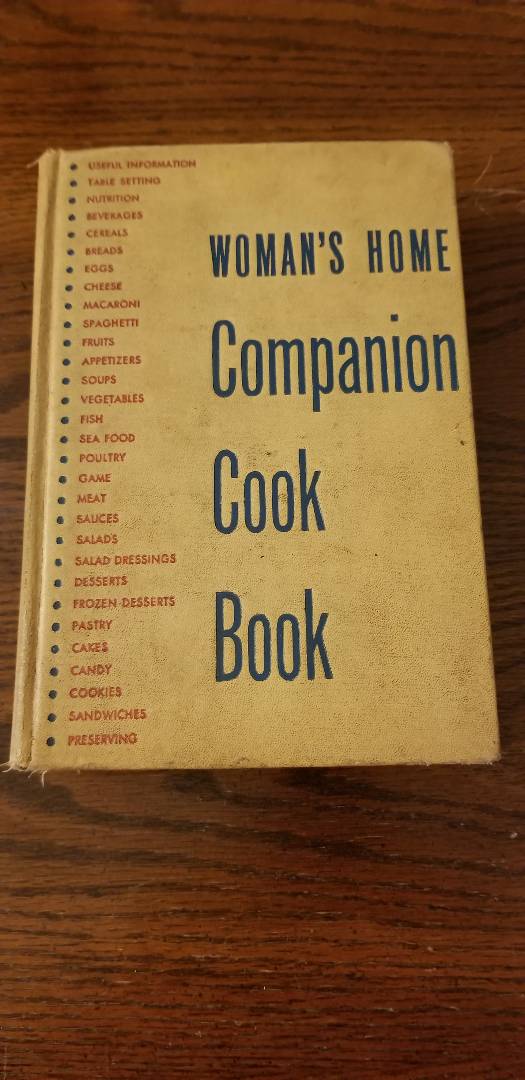 USEFUL INFORMATION
TABLE SETTING
NUTRITION
BEVERAGES
CEREALS
BREADS
EGGS
CHEESE
MACARONI
SPAGHETTI
FRUITS
APPETIZERS
SOUPS
VEGETABLES
FISH
SEA FOOD
POULTRY
GAME
MEAT
SAUCES
SALADS
SALAD DRESSINGS
DESSERTS
FROZEN DESSERTS
PASTRY
CAKES
CANDY
COOKIES
SANDWICHES
PRESERVING
WOMAN'S HOME
Companion
Cook
Book